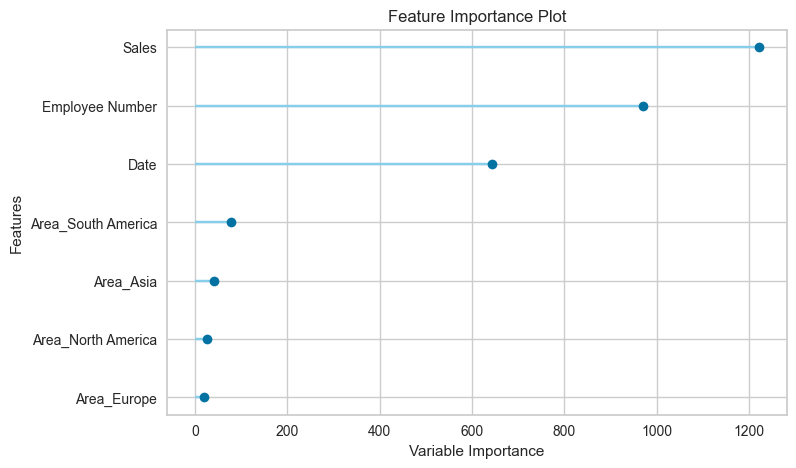 Feature Importance Plot
Features
Sales
Employee Number
Date
Area_South America
Area_Asia
Area_North America
Area_Europe
0 200 400 600 800 1000 1200
Variable Importance